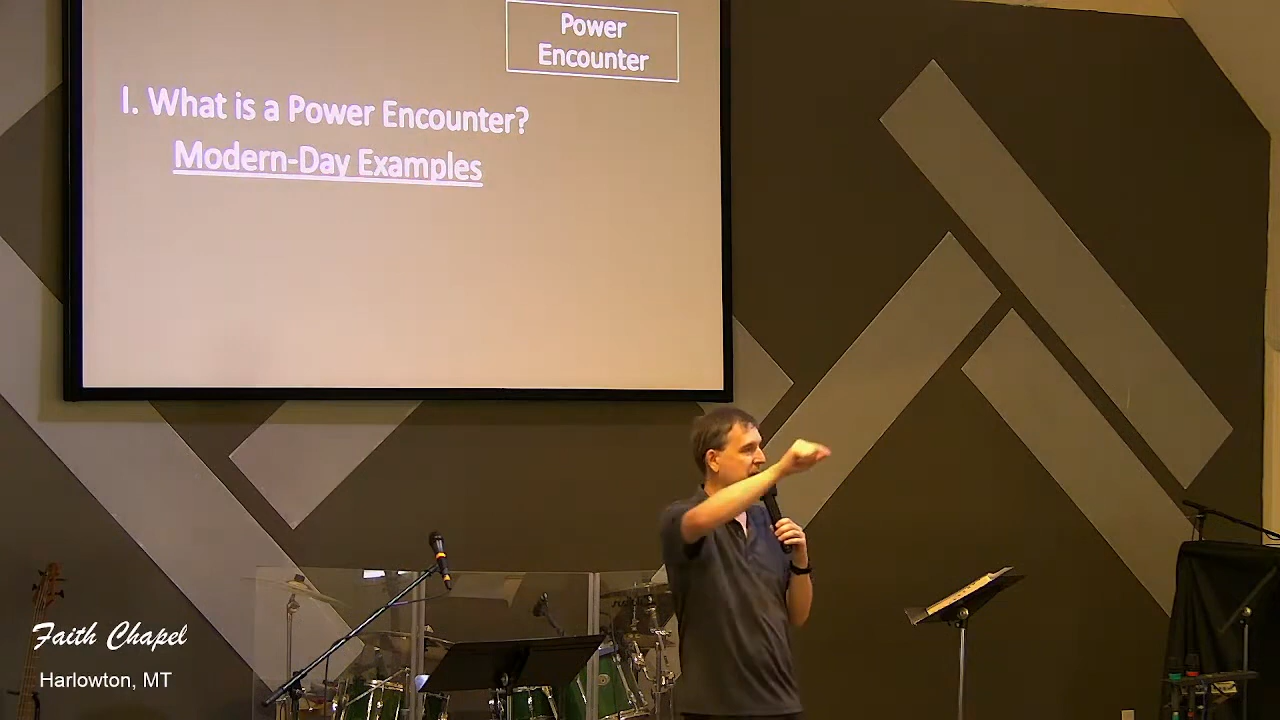 Power
Encounter
I. What is a Power Encounter?
Modern-Day Examples
Faith Chapel
Harlowton, MT